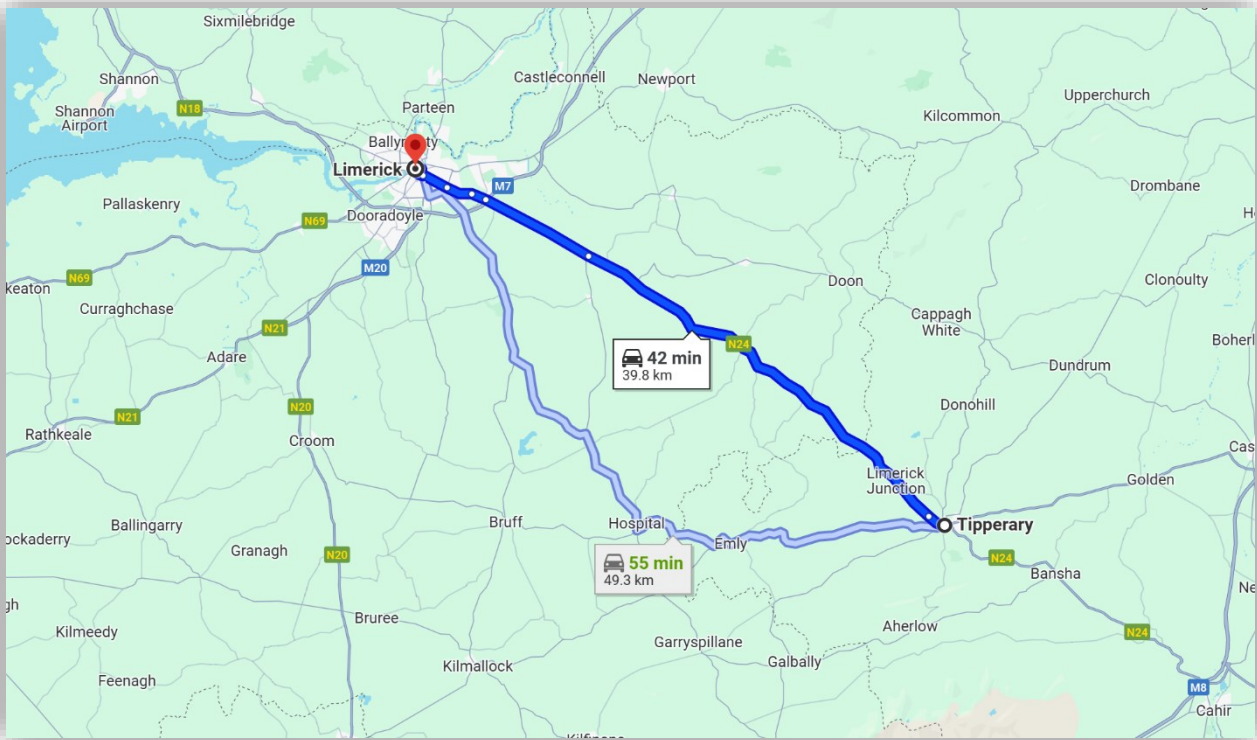 Sixmilebridge
Castleconnell
Newport
Shannon
Upperchurch
Shannon
Airport
N18
Parteen
Kilcommon
Limerick
M7
Drombane
Pallaskenry
Dooradoyle
N69
M20
N69
Doon
Clonoulty
Curraghchase
Cappagh
White
N21
N24
42 min
39.8 km
Adare
Dundrum
N20
N21
Donohill
Rathkeale
Croom
Limerick
Junction
Golden
Ballingarry
Bruff
Hospital
Tipperary
Emly
Granagh
N20
55 min
49.3 km
N24
Bansha
Bruree
Kilmeedy
Aherlow
N24
Garryspillane
Kilmallock
Galbally
Feenagh
M8
Cahir